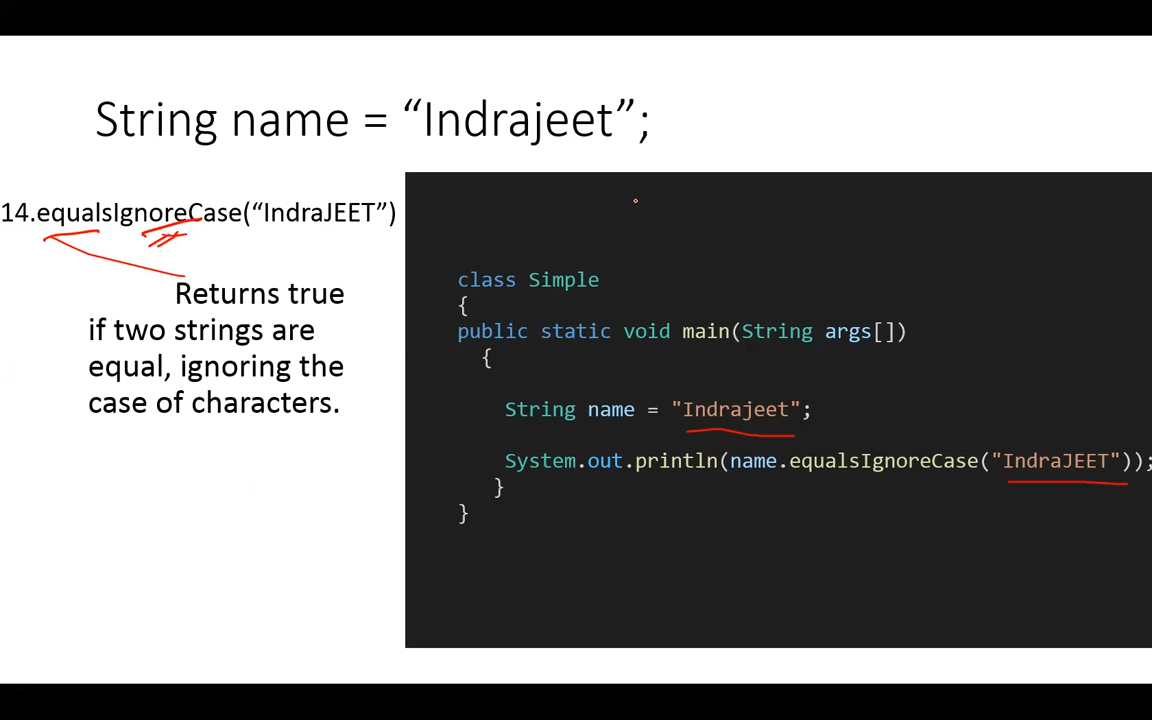 String name = “Indrajeet”;
14.equalsIgnoreCase(“IndraJEET”)
Returns true
if two strings are
equal, ignoring the
case of characters.
class Simple
{
public static void main(String args[])
{
String name = "Indrajeet";
System.out.println(name.equalsIgnoreCase("IndraJEET"));
}
}